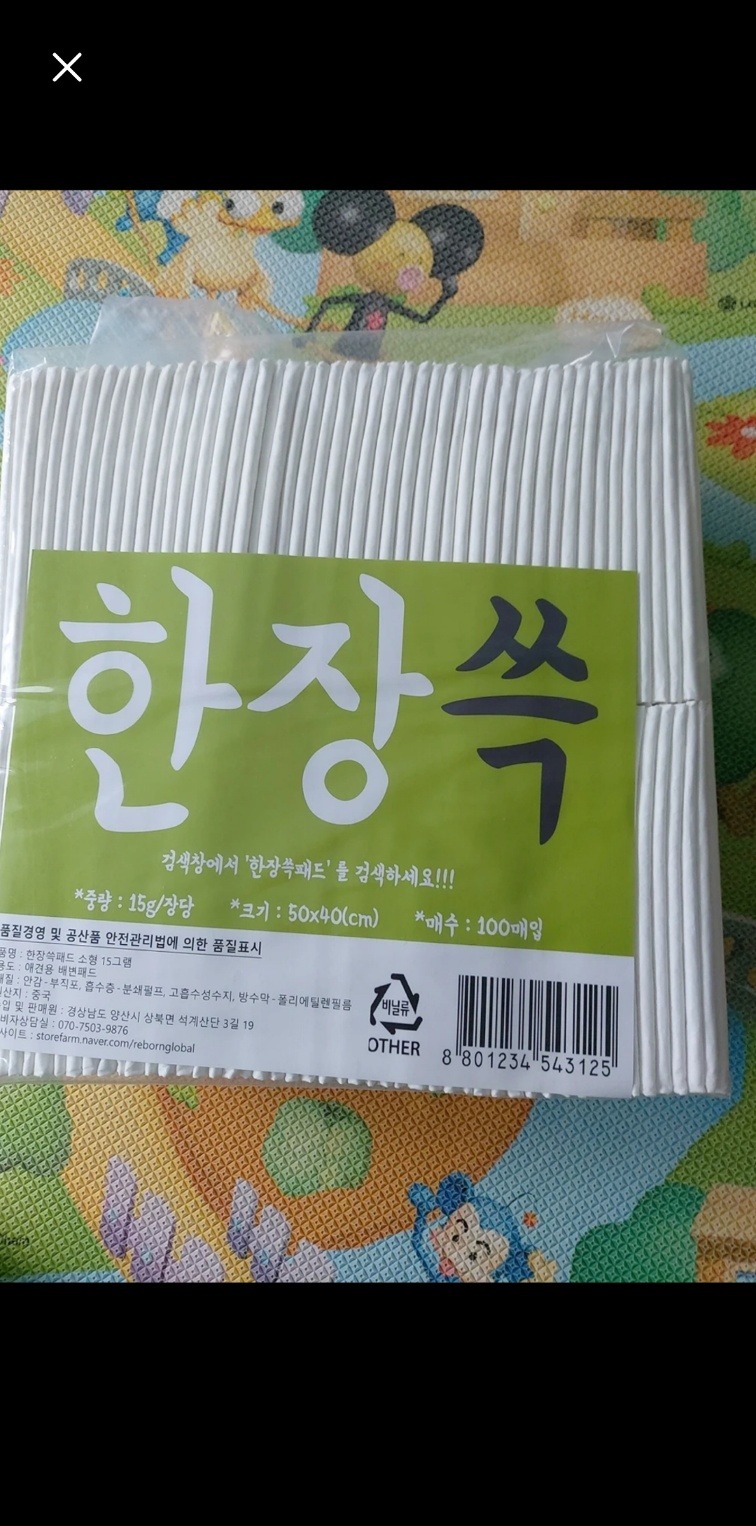 한장쓱
검색창에서 '한장쓱패드' 를 검색하세요!!!
*중량 : 15g/장당 *크기 : 50x40(cm) *매수 : 100매입
품질경영 및 공산품 안전관리법에 의한 품질표시
품명 : 한장쓱패드 소형 15그램
용도 : 애견용 배변패드
재질 : 안감-부직포, 흡수층-분쇄펄프, 고흡수성수지, 방수막-폴리에틸렌필름
원산지 : 중국
입 및 판매원 : 경상남도 양산시 상북면 석계산단 3길 19
비자상담실 : 070-7503-9876
사이트 : storefarm.naver.com/rebornglobal
비닐류
OTHER
8 801234 543125